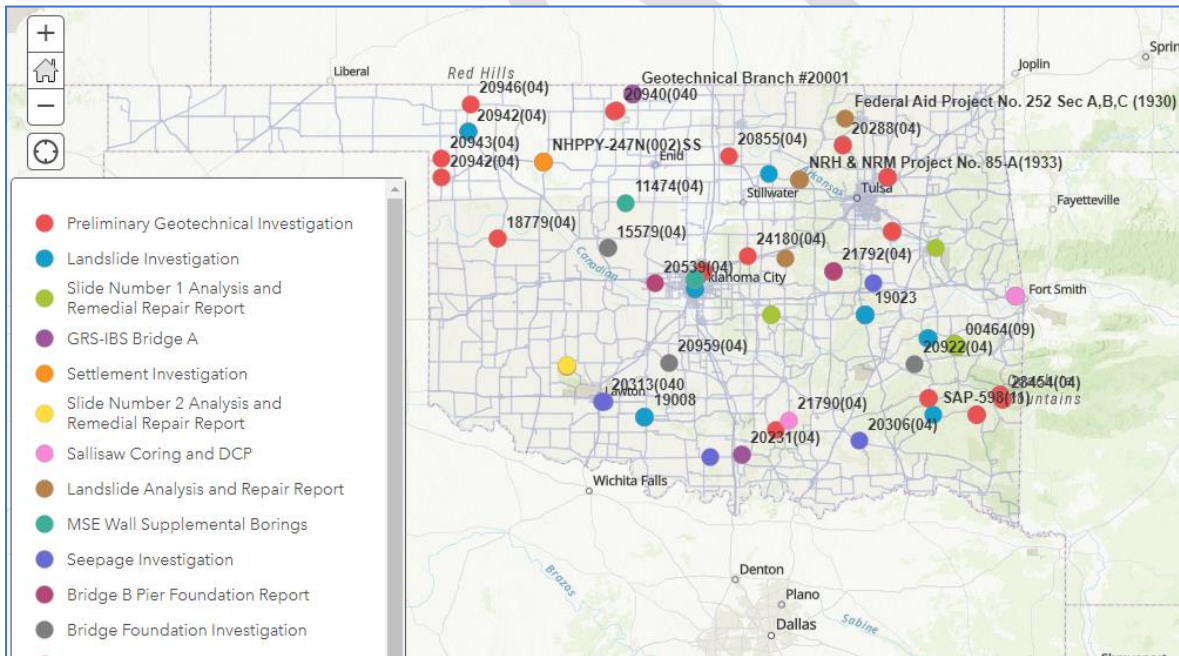 +
−
Liberal
Red Hills
Joplin
Geotechnical Branch #20001
20946(04)
20940(040
20942(04)
Federal Aid Project No. 252 Sec A,B,C (1930)
20288(04)
20943(04)
NHPPY-247N(002)SS
20855(04)
20942(04)
Enid
NRH & NRM Project No. 85-A(1933)
Arkansas
Tulsa
11474(04)
Stillwater
Fayetteville
18779(04)
15579(04)
24180(04)
21792(04)
Canadian
20539(04)
klahoma City
19023
Fort Smith
00464(09)
20959(04)
20922(04)
20313(040
Lawton
28454(04)
19008
SAP-598(11)
untains
21790(04)
20306(04)
20231(04)
Wichita Falls
Denton
Plano
Dallas
Brazos
Sabine
Preliminary Geotechnical Investigation
Landslide Investigation
Slide Number 1 Analysis and
Remedial Repair Report
GRS-IBS Bridge A
Settlement Investigation
Slide Number 2 Analysis and
Remedial Repair Report
Sallisaw Coring and DCP
Landslide Analysis and Repair Report
MSE Wall Supplemental Borings
Seepage Investigation
Bridge B Pier Foundation Report
Bridge Foundation Investigation